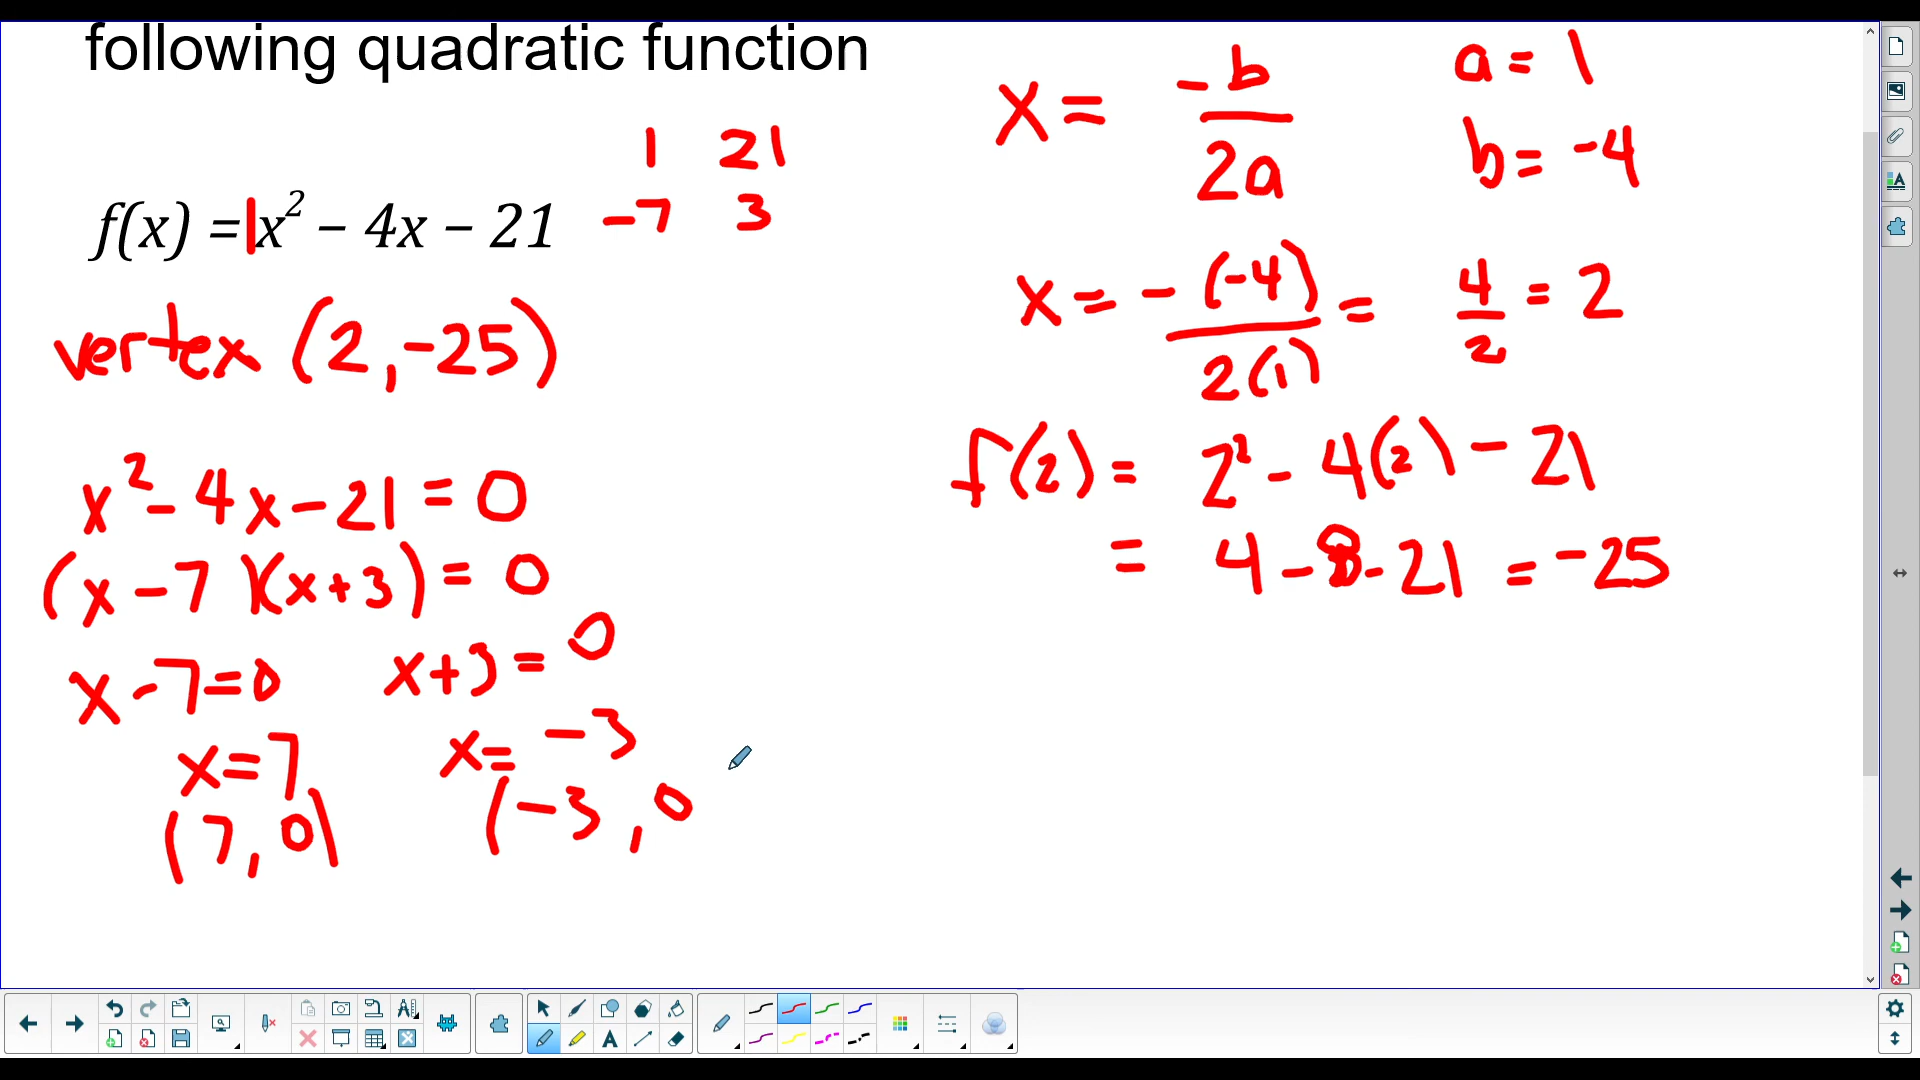 following quadratic function
1 21
-7 3
f(x) = 1x² − 4x − 21
vertex (2, -25)
x² - 4x - 21 = 0
(x - 7)(x + 3) = 0
x - 7 = 0 x + 3 = 0
x = 7 x = -3
(7, 0) (-3, 0
x = -b/2a a = 1
b = -4
x = -(-4)/2(1) = 4/2 = 2
f(2) = 2² - 4(2) - 21
= 4 - 8 - 21 = -25